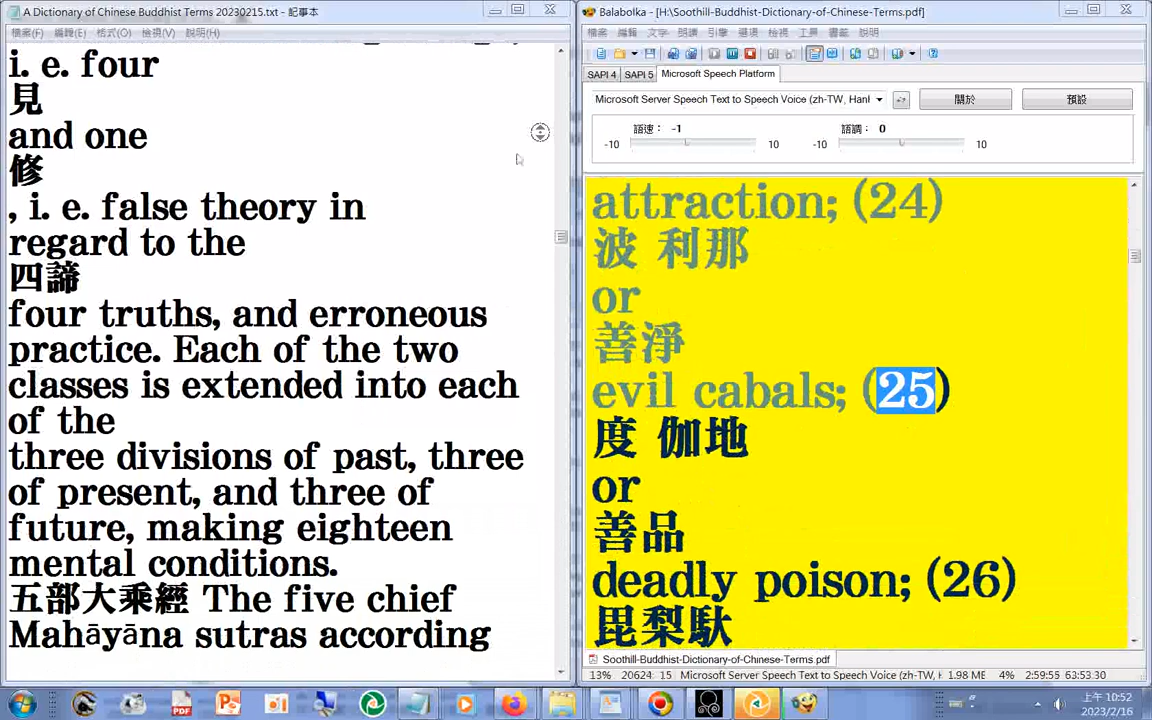 A Dictionary of Chinese Buddhist Terms 20230215.txt - 記事本
檔案(F) 編輯(E) 格式(O) 檢視(V) 說明(H)
i. e. four
見
and one
修
, i. e. false theory in
regard to the
四諦
four truths, and erroneous
practice. Each of the two
classes is extended into each
of the
three divisions of past, three
of present, and three of
future, making eighteen
mental conditions.
五部大乘經 The five chief
Mahāyāna sutras according
Balabolka - [H:\Soothill-Buddhist-Dictionary-of-Chinese-Terms.pdf]
檔案 編輯 文字 朗讀 引擎 選項 檢視 工具 書籤 說明
SAPI 4 SAPI 5 Microsoft Speech Platform
Microsoft Server Speech Text to Speech Voice (zh-TW, Hanl
關於
預設
語速： -1
語調： 0
-10 10 -10 10
attraction; (24)
波 利那
or
善淨
evil cabals; (25)
度 伽地
or
善品
deadly poison; (26)
毘梨馱
Soothill-Buddhist-Dictionary-of-Chinese-Terms.pdf
13% 20624: 15 Microsoft Speech Platform: Microsoft Server Speech Text to Speech Voice (zh-TW, H 1.98 ME 4% 2:59:55 63:53:30
上午 10:52
2023/2/16